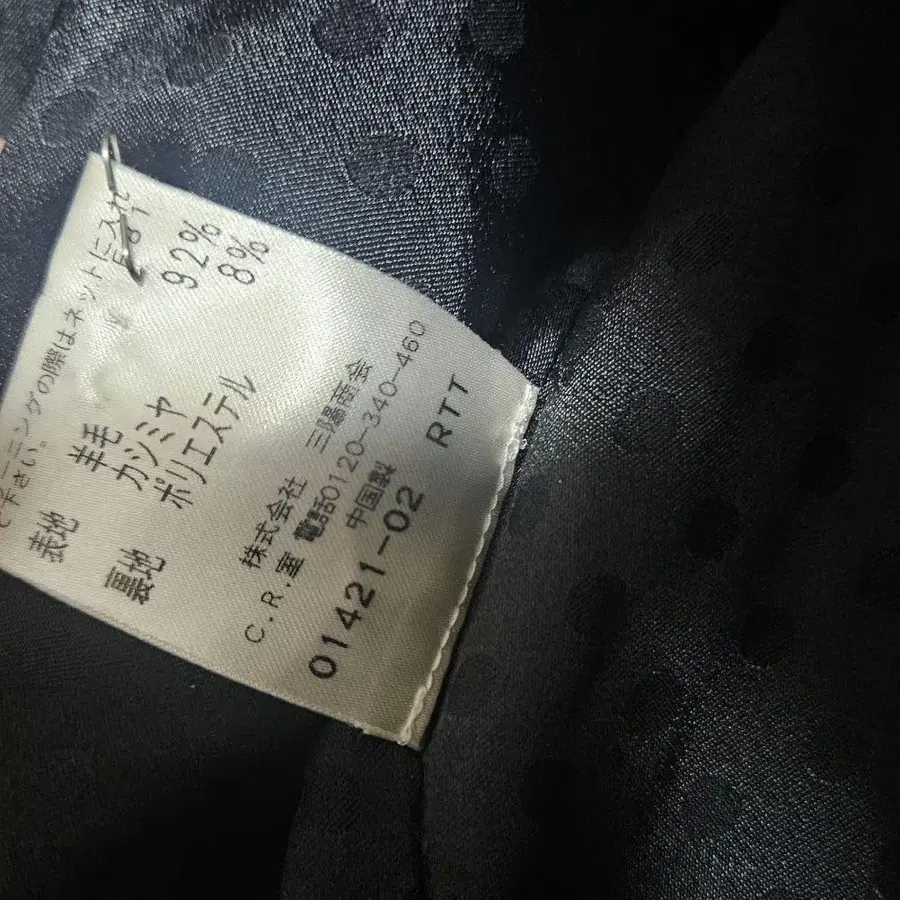 ニングの際はネットに入れ
て下さい。
表地 羊毛 92%
カシミヤ 8%
裏地 ポリエステル
株式会社 三陽商会
C.R.室 電話0120-340-460
中国製
01421-02 RTT